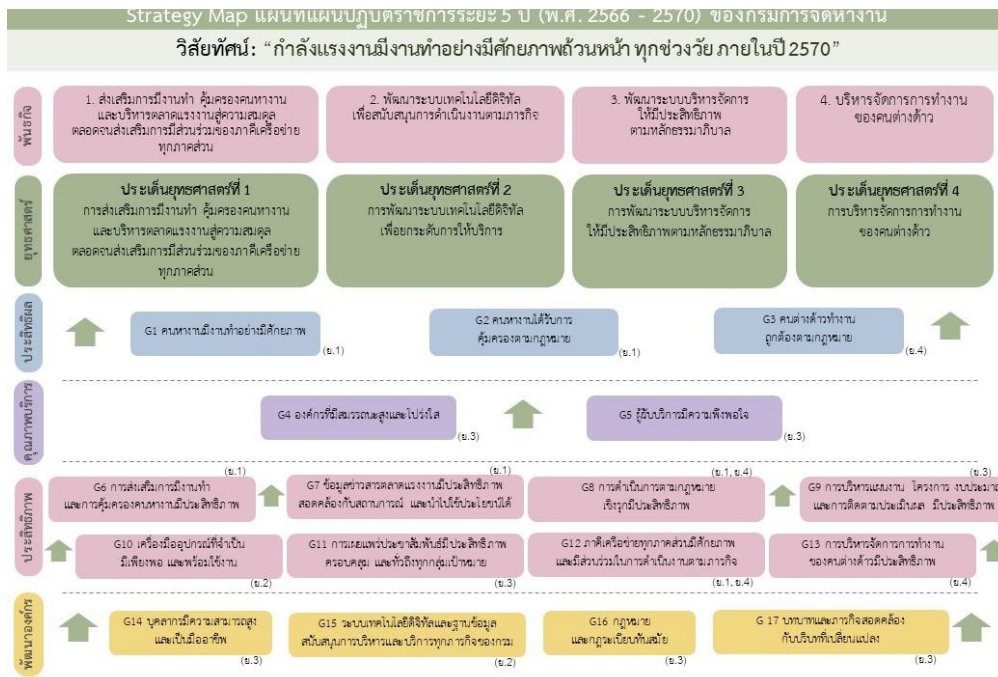 Strategy Map แผนที่แผนปฏิบัติราชการระยะ 5 ปี (พ.ศ. 2566 - 2570) ของกรมการจัดหางาน
วิสัยทัศน์: “กำลังแรงงานมีงานทำอย่างมีศักยภาพถ้วนหน้า ทุกช่วงวัย ภายในปี 2570”
พันธกิจ
1. ส่งเสริมการมีงานทำ คุ้มครองคนหางาน
และบริหารตลาดแรงงานสู่ความสมดุล
ตลอดจนส่งเสริมการมีส่วนร่วมของภาคีเครือข่าย
ทุกภาคส่วน
2. พัฒนาระบบเทคโนโลยีดิจิทัล
เพื่อสนับสนุนการดำเนินงานตามภารกิจ
3. พัฒนาระบบบริหารจัดการ
ให้มีประสิทธิภาพ
ตามหลักธรรมาภิบาล
4. บริหารจัดการการทำงาน
ของคนต่างด้าว
ยุทธศาสตร์
ประเด็นยุทธศาสตร์ที่ 1
การส่งเสริมการมีงานทำ คุ้มครองคนหางาน
และบริหารตลาดแรงงานสู่ความสมดุล
ตลอดจนส่งเสริมการมีส่วนร่วมของภาคีเครือข่าย
ทุกภาคส่วน
ประเด็นยุทธศาสตร์ที่ 2
การพัฒนาระบบเทคโนโลยีดิจิทัล
เพื่อยกระดับการให้บริการ
ประเด็นยุทธศาสตร์ที่ 3
การพัฒนาระบบบริหารจัดการ
ให้มีประสิทธิภาพตามหลักธรรมาภิบาล
ประเด็นยุทธศาสตร์ที่ 4
การบริหารจัดการการทำงาน
ของคนต่างด้าว
ประสิทธิผล
G1 คนหางานมีงานทำอย่างมีศักยภาพ
(ย.1)
G2 คนหางานได้รับการ
คุ้มครองตามกฎหมาย
(ย.1)
G3 คนต่างด้าวทำงาน
ถูกต้องตามกฎหมาย
(ย.4)
คุณภาพบริการ
G4 องค์กรที่มีสมรรถนะสูงและโปร่งใส
(ย.3)
G5 ผู้รับบริการมีความพึงพอใจ
(ย.3)
ประสิทธิภาพ
(ย.1)
G6 การส่งเสริมการมีงานทำ
และการคุ้มครองคนหางานมีประสิทธิภาพ
(ย.1)
G7 ข้อมูลข่าวสารตลาดแรงงานมีประสิทธิภาพ
สอดคล้องกับสถานการณ์ และนำไปใช้ประโยชน์ได้
(ย.1, ย.4)
G8 การดำเนินการตามกฎหมาย
เชิงรุกมีประสิทธิภาพ
(ย.3)
G9 การบริหารแผนงาน โครงการ งบประมาณ
และการติดตามประเมินผล มีประสิทธิภาพ
G10 เครื่องมืออุปกรณ์ที่จำเป็น
มีเพียงพอ และพร้อมใช้งาน
(ย.2)
G11 การเผยแพร่ประชาสัมพันธ์มีประสิทธิภาพ
ครอบคลุม และทั่วถึงทุกกลุ่มเป้าหมาย
(ย.3)
G12 ภาคีเครือข่ายทุกภาคส่วนมีศักยภาพ
และมีส่วนร่วมในการดำเนินงานตามภารกิจ
(ย.1, ย.4)
G13 การบริหารจัดการการทำงาน
ของคนต่างด้าวมีประสิทธิภาพ
(ย.4)
พัฒนาองค์กร
G14 บุคลากรมีความสามารถสูง
และเป็นมืออาชีพ
(ย.3)
G15 ระบบเทคโนโลยีดิจิทัลและฐานข้อมูล
สนับสนุนการบริหารและบริการทุกภารกิจของกรม
(ย.2)
G16 กฎหมาย
และกฎระเบียบทันสมัย
(ย.3)
G 17 บทบาทและภารกิจสอดคล้อง
กับบริบทที่เปลี่ยนแปลง
(ย.3)